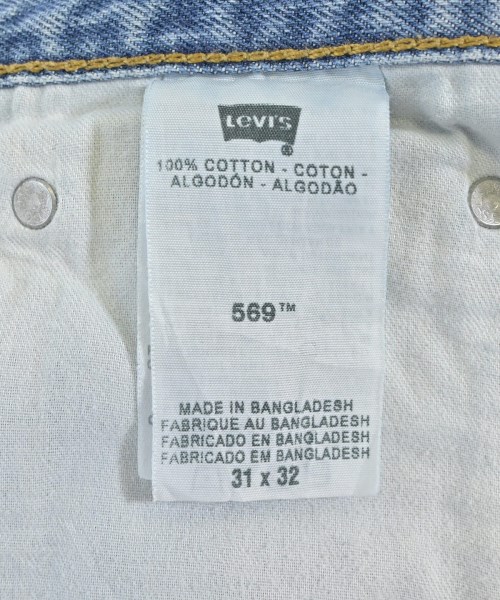 Levi's
®
100% COTTON - COTON -
ALGODÓN - ALGODÃO
569™
MADE IN BANGLADESH
FABRIQUE AU BANGLADESH
FABRICADO EN BANGLADESH
FABRICADO EM BANGLADESH
31 x 32